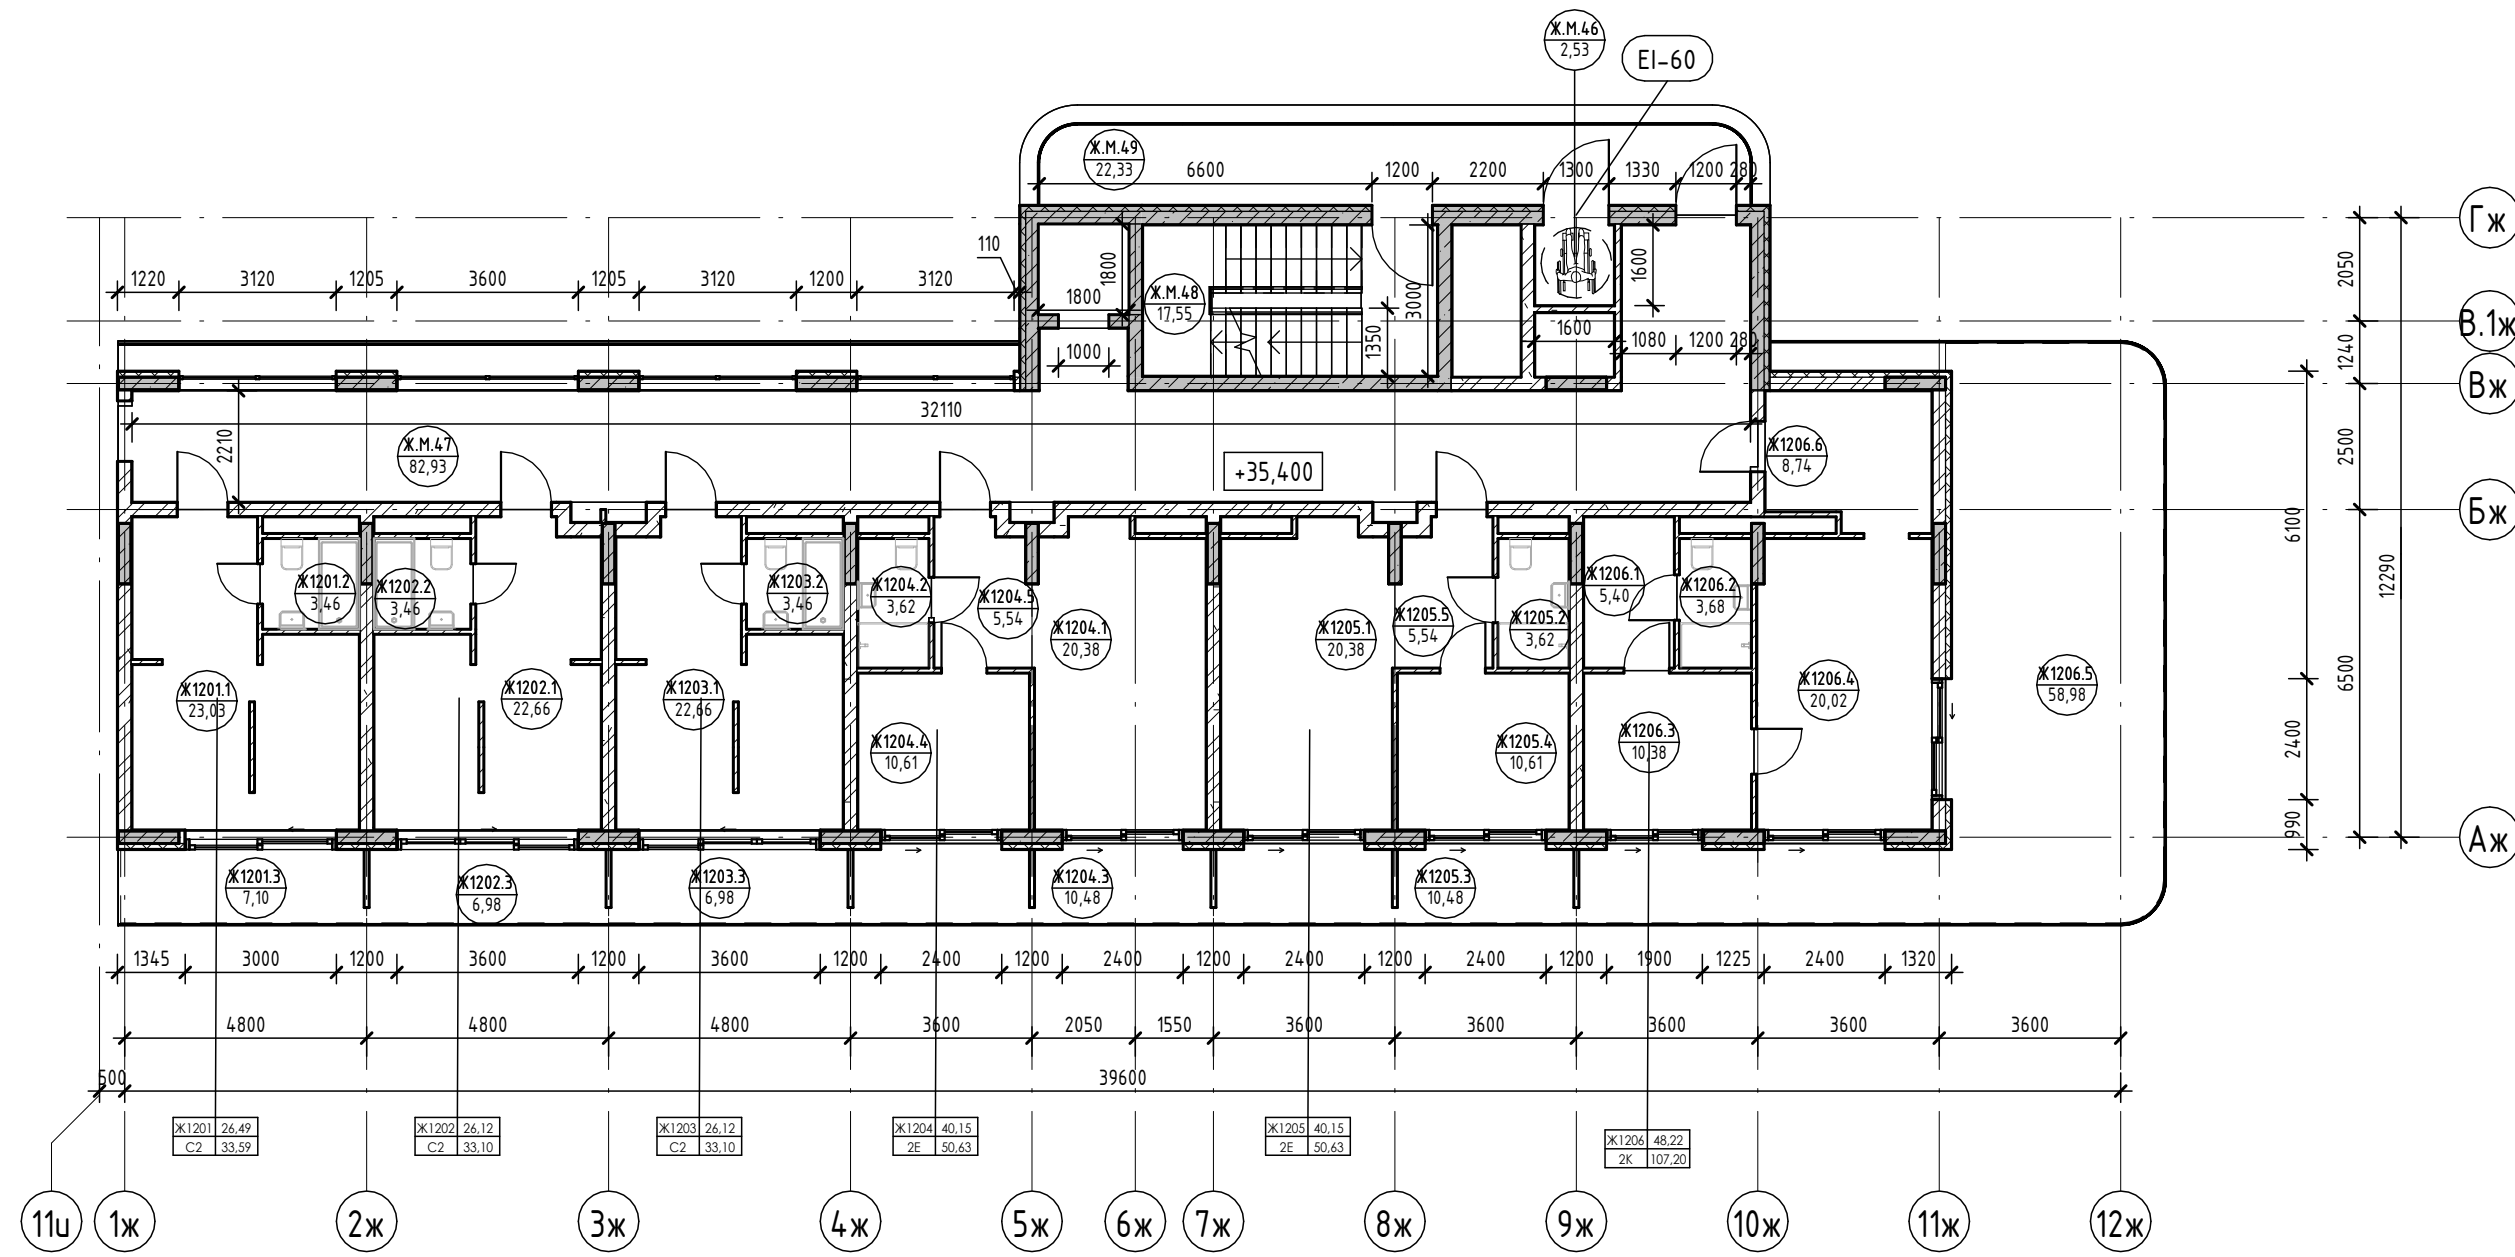 Ж.М.46
2,53
EI-60
Ж.М.49
22,33
6600 1200 2200 1300 1330 1200 280
Гж
110
1220 3120 1205 3600 1205 3120 1200 3120
1800
1800
Ж.М.48
17,55
3000
1350
1600
1600
1000
1080 1200 280
2050
В.1ж
1240
Вж
32110
2210
Ж.М.47
82,93
+35,400
Ж1206.6
8,74
2500
Бж
6100
12290
Ж1201.2
3,46
Ж1202.2
3,46
Ж1203.2
3,46
Ж1204.2
3,62
Ж1204.5
5,54
Ж1204.1
20,38
Ж1205.1
20,38
Ж1205.5
5,54
Ж1205.2
3,62
Ж1206.1
5,40
Ж1206.2
3,68
6500
Ж1201.1
23,03
Ж1202.1
22,66
Ж1203.1
22,66
Ж1204.4
10,61
Ж1205.4
10,61
Ж1206.3
10,38
Ж1206.4
20,02
Ж1206.5
58,98
2400
990
Аж
Ж1201.3
7,10
Ж1202.3
6,98
Ж1203.3
6,98
Ж1204.3
10,48
Ж1205.3
10,48
1345 3000 1200 3600 1200 3600 1200 2400 1200 2400 1200 2400 1200 2400 1200 1900 1225 2400 1320
4800 4800 4800 3600 2050 1550 3600 3600 3600 3600 3600
500 39600
Ж1201 26,49
С2 33,59
Ж1202 26,12
С2 33,10
Ж1203 26,12
С2 33,10
Ж1204 40,15
2Е 50,63
Ж1205 40,15
2Е 50,63
Ж1206 48,22
2К 107,20
11и 1ж 2ж 3ж 4ж 5ж 6ж 7ж 8ж 9ж 10ж 11ж 12ж